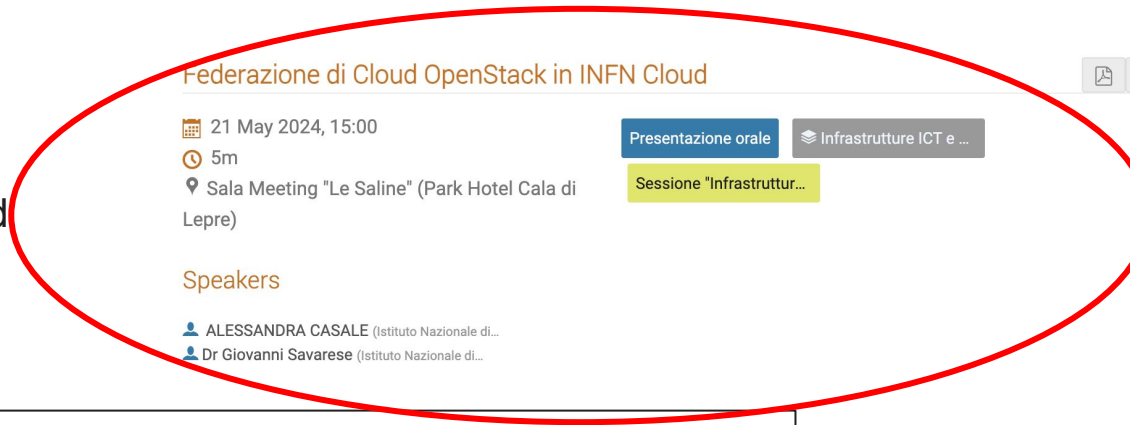 Federazione di Cloud OpenStack in INFN Cloud
21 May 2024, 15:00
5m
Sala Meeting "Le Saline" (Park Hotel Cala di
Lepre)
Presentazione orale
Infrastrutture ICT e ...
Sessione "Infrastruttur...
d
Speakers
ALESSANDRA CASALE (Istituto Nazionale di...
Dr Giovanni Savarese (Istituto Nazionale di...